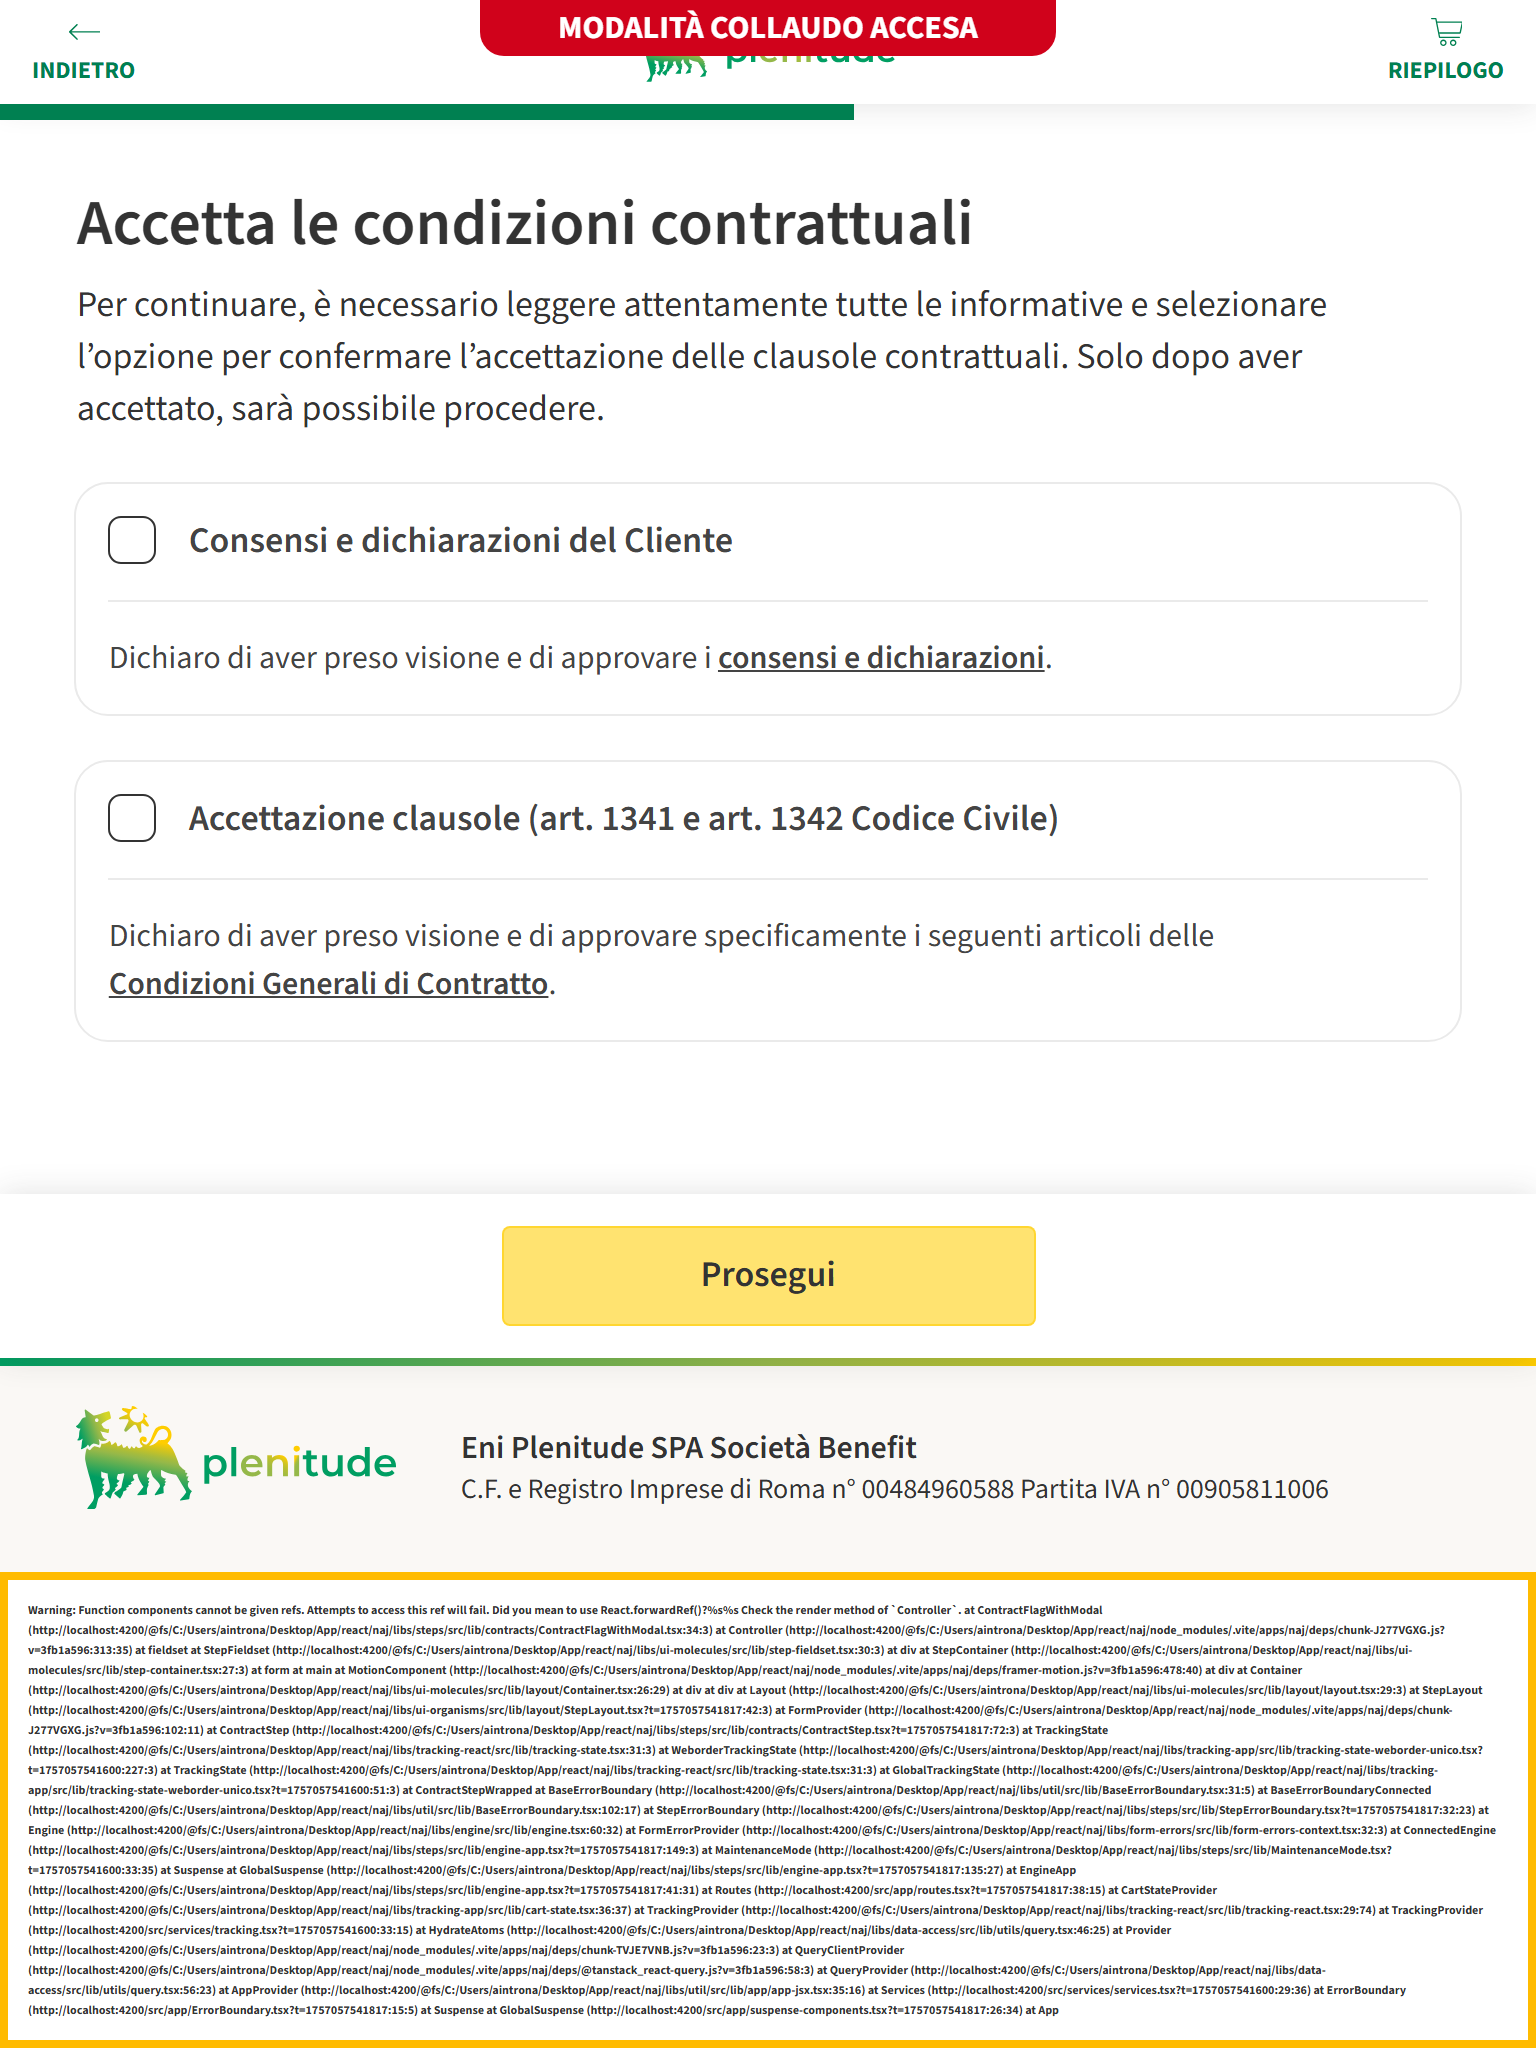 MODALITÀ COLLAUDO ACCESA
INDIETRO
plenitude
RIEPILOGO
Accetta le condizioni contrattuali
Per continuare, è necessario leggere attentamente tutte le informative e selezionare
l’opzione per confermare l’accettazione delle clausole contrattuali. Solo dopo aver
accettato, sarà possibile procedere.
Consensi e dichiarazioni del Cliente
Dichiaro di aver preso visione e di approvare i consensi e dichiarazioni.
Accettazione clausole (art. 1341 e art. 1342 Codice Civile)
Dichiaro di aver preso visione e di approvare specificamente i seguenti articoli delle
Condizioni Generali di Contratto.
Prosegui
plenitude
Eni Plenitude SPA Società Benefit
C.F. e Registro Imprese di Roma n° 00484960588 Partita IVA n° 00905811006
Warning: Function components cannot be given refs. Attempts to access this ref will fail. Did you mean to use React.forwardRef()?%s%s Check the render method of `Controller`. at ContractFlagWithModal
(http://localhost:4200/@fs/C:/Users/aintrona/Desktop/App/react/naj/libs/steps/src/lib/contracts/ContractFlagWithModal.tsx:34:3) at Controller (http://localhost:4200/@fs/C:/Users/aintrona/Desktop/App/react/naj/node_modules/.vite/apps/naj/deps/chunk-J277VGXG.js?
v=3fb1a596:313:35) at fieldset at StepFieldset (http://localhost:4200/@fs/C:/Users/aintrona/Desktop/App/react/naj/libs/ui-molecules/src/lib/step-fieldset.tsx:30:3) at div at StepContainer (http://localhost:4200/@fs/C:/Users/aintrona/Desktop/App/react/naj/libs/ui-
molecules/src/lib/step-container.tsx:27:3) at form at main at MotionComponent (http://localhost:4200/@fs/C:/Users/aintrona/Desktop/App/react/naj/node_modules/.vite/apps/naj/deps/framer-motion.js?v=3fb1a596:478:40) at div at Container
(http://localhost:4200/@fs/C:/Users/aintrona/Desktop/App/react/naj/libs/ui-molecules/src/lib/layout/Container.tsx:26:29) at div at div at Layout (http://localhost:4200/@fs/C:/Users/aintrona/Desktop/App/react/naj/libs/ui-molecules/src/lib/layout/layout.tsx:29:3) at StepLayout
(http://localhost:4200/@fs/C:/Users/aintrona/Desktop/App/react/naj/libs/ui-organisms/src/lib/layout/StepLayout.tsx?t=1757057541817:42:3) at FormProvider (http://localhost:4200/@fs/C:/Users/aintrona/Desktop/App/react/naj/node_modules/.vite/apps/naj/deps/chunk-
J277VGXG.js?v=3fb1a596:102:11) at ContractStep (http://localhost:4200/@fs/C:/Users/aintrona/Desktop/App/react/naj/libs/steps/src/lib/contracts/ContractStep.tsx?t=1757057541817:72:3) at TrackingState
(http://localhost:4200/@fs/C:/Users/aintrona/Desktop/App/react/naj/libs/tracking-react/src/lib/tracking-state.tsx:31:3) at WeborderTrackingState (http://localhost:4200/@fs/C:/Users/aintrona/Desktop/App/react/naj/libs/tracking-app/src/lib/tracking-state-weborder-unico.tsx?
t=1757057541600:227:3) at TrackingState (http://localhost:4200/@fs/C:/Users/aintrona/Desktop/App/react/naj/libs/tracking-react/src/lib/tracking-state.tsx:31:3) at GlobalTrackingState (http://localhost:4200/@fs/C:/Users/aintrona/Desktop/App/react/naj/libs/tracking-
app/src/lib/tracking-state-weborder-unico.tsx?t=1757057541600:51:3) at ContractStepWrapped at BaseErrorBoundary (http://localhost:4200/@fs/C:/Users/aintrona/Desktop/App/react/naj/libs/util/src/lib/BaseErrorBoundary.tsx:31:5) at BaseErrorBoundaryConnected
(http://localhost:4200/@fs/C:/Users/aintrona/Desktop/App/react/naj/libs/util/src/lib/BaseErrorBoundary.tsx:102:17) at StepErrorBoundary (http://localhost:4200/@fs/C:/Users/aintrona/Desktop/App/react/naj/libs/steps/src/lib/StepErrorBoundary.tsx?t=1757057541817:32:23) at
Engine (http://localhost:4200/@fs/C:/Users/aintrona/Desktop/App/react/naj/libs/engine/src/lib/engine.tsx:60:32) at FormErrorProvider (http://localhost:4200/@fs/C:/Users/aintrona/Desktop/App/react/naj/libs/form-errors/src/lib/form-errors-context.tsx:32:3) at ConnectedEngine
(http://localhost:4200/@fs/C:/Users/aintrona/Desktop/App/react/naj/libs/steps/src/lib/engine-app.tsx?t=1757057541817:149:3) at MaintenanceMode (http://localhost:4200/@fs/C:/Users/aintrona/Desktop/App/react/naj/libs/steps/src/lib/MaintenanceMode.tsx?
t=1757057541600:33:35) at Suspense at GlobalSuspense (http://localhost:4200/@fs/C:/Users/aintrona/Desktop/App/react/naj/libs/steps/src/lib/engine-app.tsx?t=1757057541817:135:27) at EngineApp
(http://localhost:4200/@fs/C:/Users/aintrona/Desktop/App/react/naj/libs/steps/src/lib/engine-app.tsx?t=1757057541817:41:31) at Routes (http://localhost:4200/src/app/routes.tsx?t=1757057541817:38:15) at CartStateProvider
(http://localhost:4200/@fs/C:/Users/aintrona/Desktop/App/react/naj/libs/tracking-app/src/lib/cart-state.tsx:36:37) at TrackingProvider (http://localhost:4200/@fs/C:/Users/aintrona/Desktop/App/react/naj/libs/tracking-react/src/lib/tracking-react.tsx:29:74) at TrackingProvider
(http://localhost:4200/src/services/tracking.tsx?t=1757057541600:33:15) at HydrateAtoms (http://localhost:4200/@fs/C:/Users/aintrona/Desktop/App/react/naj/libs/data-access/src/lib/utils/query.tsx:46:25) at Provider
(http://localhost:4200/@fs/C:/Users/aintrona/Desktop/App/react/naj/node_modules/.vite/apps/naj/deps/chunk-TVJE7VNB.js?v=3fb1a596:23:3) at QueryClientProvider
(http://localhost:4200/@fs/C:/Users/aintrona/Desktop/App/react/naj/node_modules/.vite/apps/naj/deps/@tanstack_react-query.js?v=3fb1a596:58:3) at QueryProvider (http://localhost:4200/@fs/C:/Users/aintrona/Desktop/App/react/naj/libs/data-
access/src/lib/utils/query.tsx:56:23) at AppProvider (http://localhost:4200/@fs/C:/Users/aintrona/Desktop/App/react/naj/libs/util/src/lib/app/app-jsx.tsx:35:16) at Services (http://localhost:4200/src/services/services.tsx?t=1757057541600:29:36) at ErrorBoundary
(http://localhost:4200/src/app/ErrorBoundary.tsx?t=1757057541817:15:5) at Suspense at GlobalSuspense (http://localhost:4200/src/app/suspense-components.tsx?t=1757057541817:26:34) at App